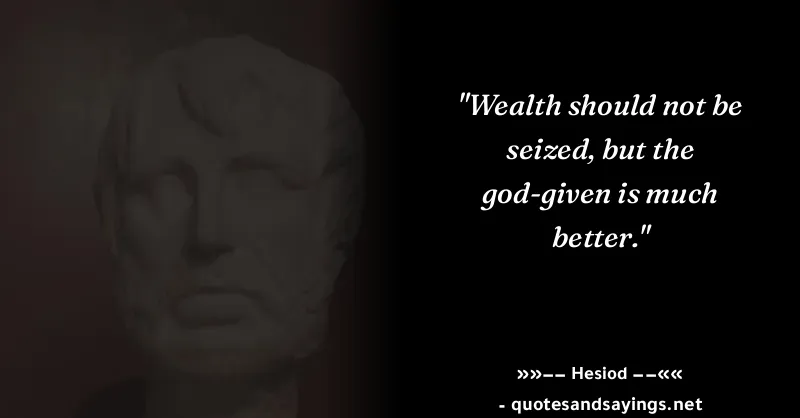 "Wealth should not be
seized, but the
god-given is much
better."
»»–– Hesiod ––««
- quotesandsayings.net